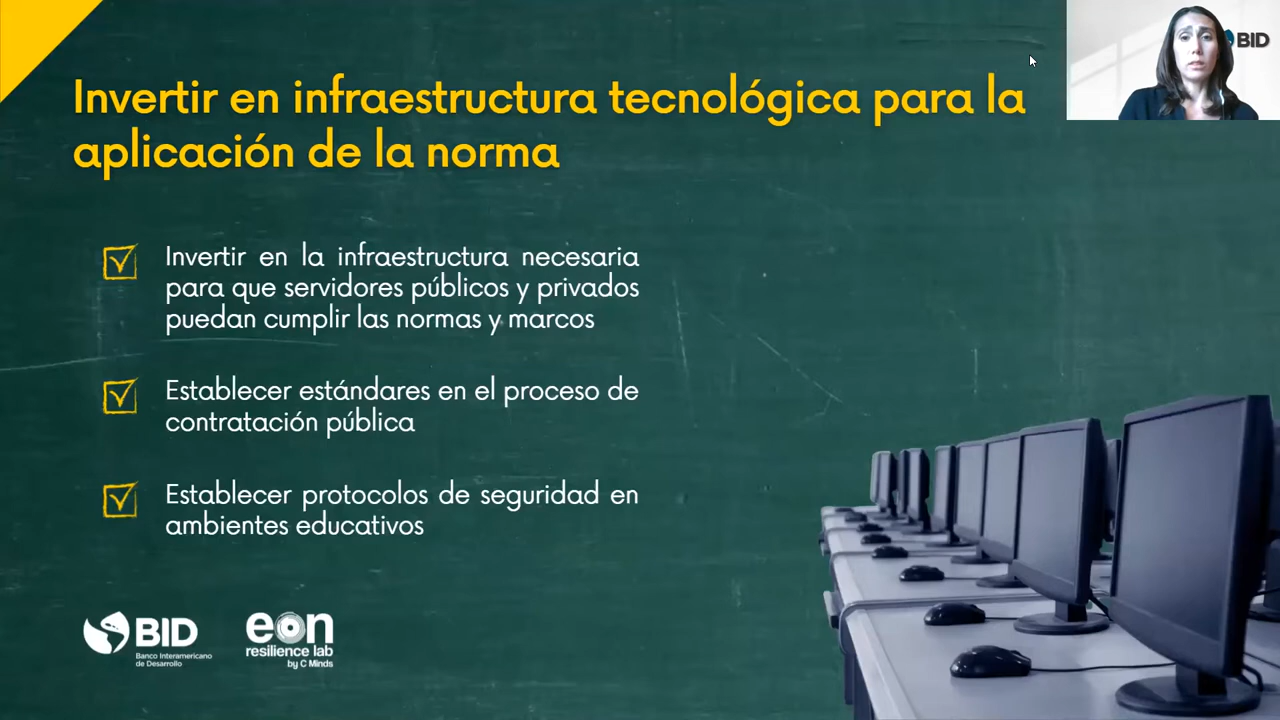 Invertir en infraestructura tecnológica para la
aplicación de la norma
BID
Invertir en la infraestructura necesaria
para que servidores públicos y privados
puedan cumplir las normas y marcos
Establecer estándares en el proceso de
contratación pública
Establecer protocolos de seguridad en
ambientes educativos
BID
Banco Interamericano
de Desarrollo
eon
resilience lab
by C Minds